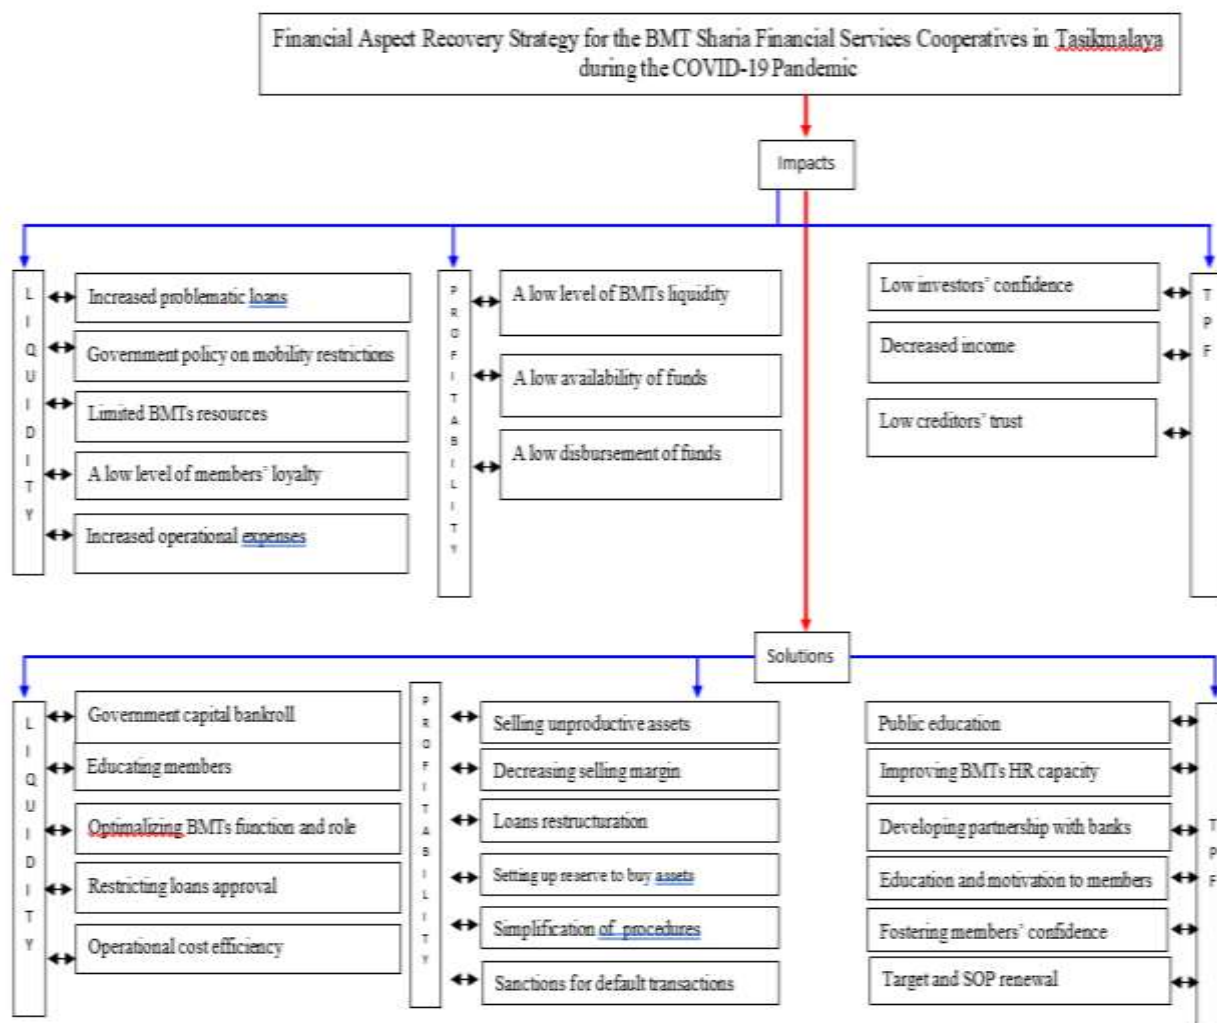 Financial Aspect Recovery Strategy for the BMT Sharia Financial Services Cooperatives in Tasikmalaya
during the COVID-19 Pandemic
Impacts
LIQUIDITY
Increased problematic loans
Government policy on mobility restrictions
Limited BMTs resources
A low level of members' loyalty
Increased operational expenses
PROFITABILITY
A low level of BMTs liquidity
A low availability of funds
A low disbursement of funds
Low investors' confidence
Decreased income
Low creditors' trust
TPF
Solutions
LIQUIDITY
Government capital bankroll
Educating members
Optimalizing BMTs function and role
Restricting loans approval
Operational cost efficiency
PROFITABILITY
Selling unproductive assets
Decreasing selling margin
Loans restructuration
Setting up reserve to buy assets
Simplification of procedures
Sanctions for default transactions
Public education
Improving BMTs HR capacity
Developing partnership with banks
Education and motivation to members
Fostering members' confidence
Target and SOP renewal
TPF